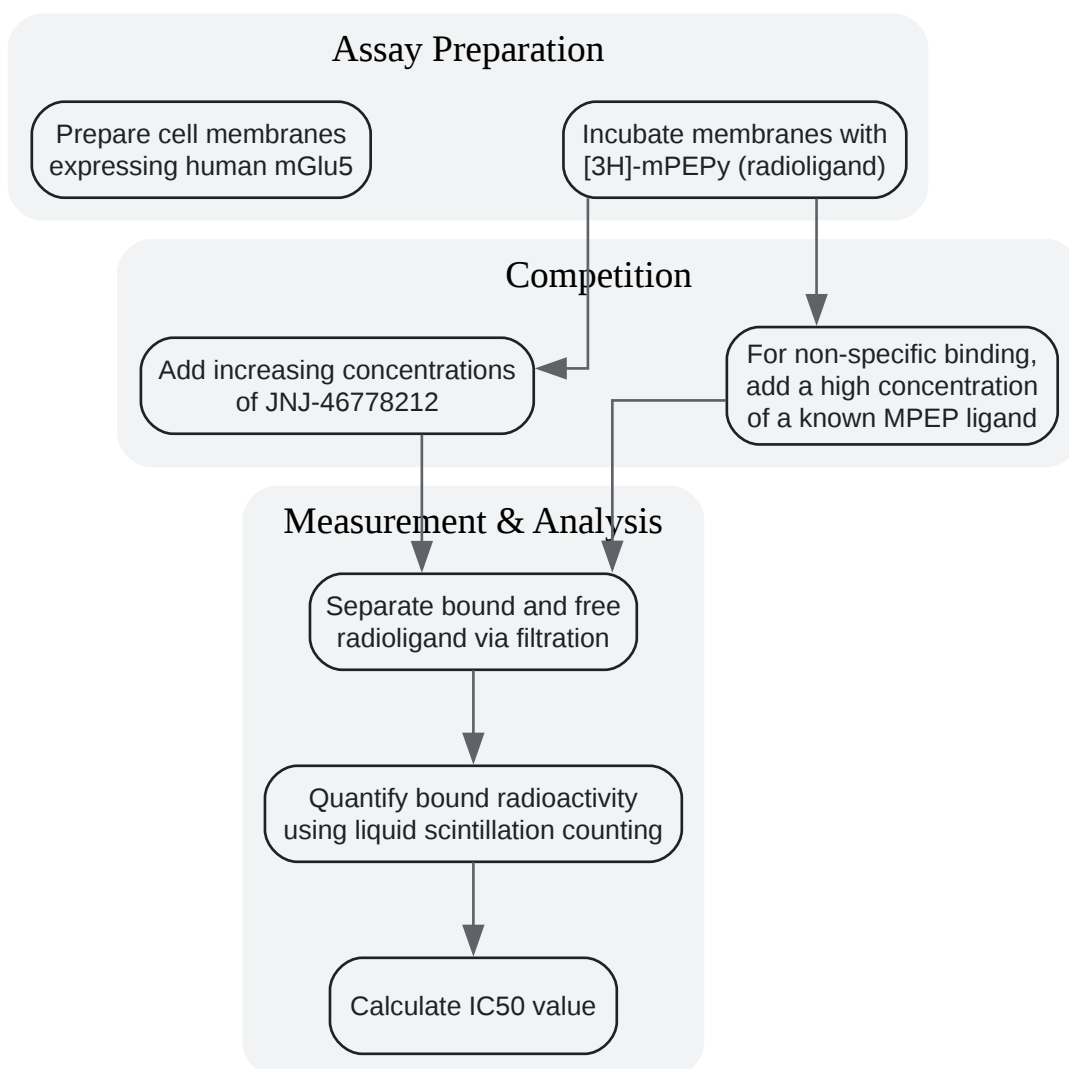 Assay Preparation
Prepare cell membranes
expressing human mGlu5
Incubate membranes with
[3H]-mPEPy (radioligand)
Competition
Add increasing concentrations
of JNJ-46778212
For non-specific binding,
add a high concentration
of a known MPEP ligand
Measurement & Analysis
Separate bound and free
radioligand via filtration
Quantify bound radioactivity
using liquid scintillation counting
Calculate IC50 value